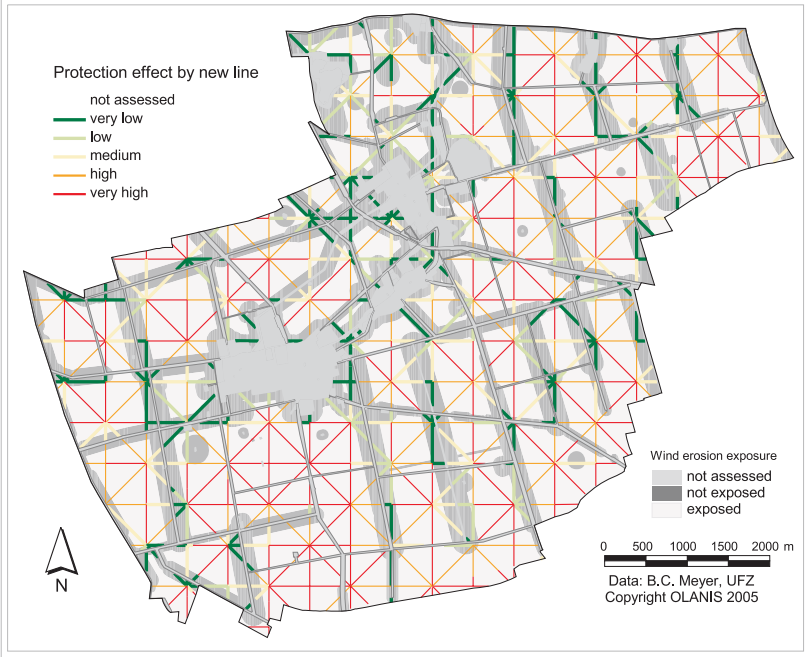 Protection effect by new line
not assessed
very low
low
medium
high
very high
Wind erosion exposure
not assessed
not exposed
exposed
N
0 500 1000 1500 2000 m
Data: B.C. Meyer, UFZ
Copyright OLANIS 2005